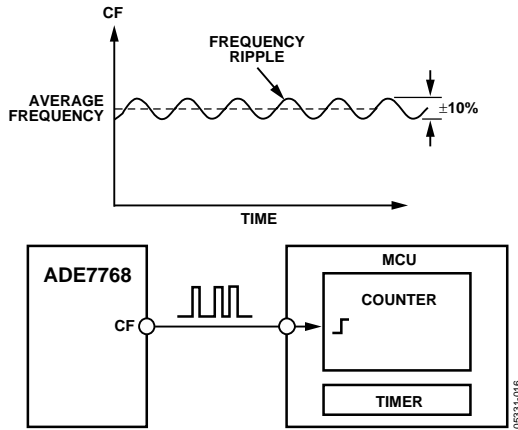 CF
FREQUENCY
RIPPLE
AVERAGE
FREQUENCY
±10%
TIME
ADE7768
CF
MCU
COUNTER
TIMER
05331-016